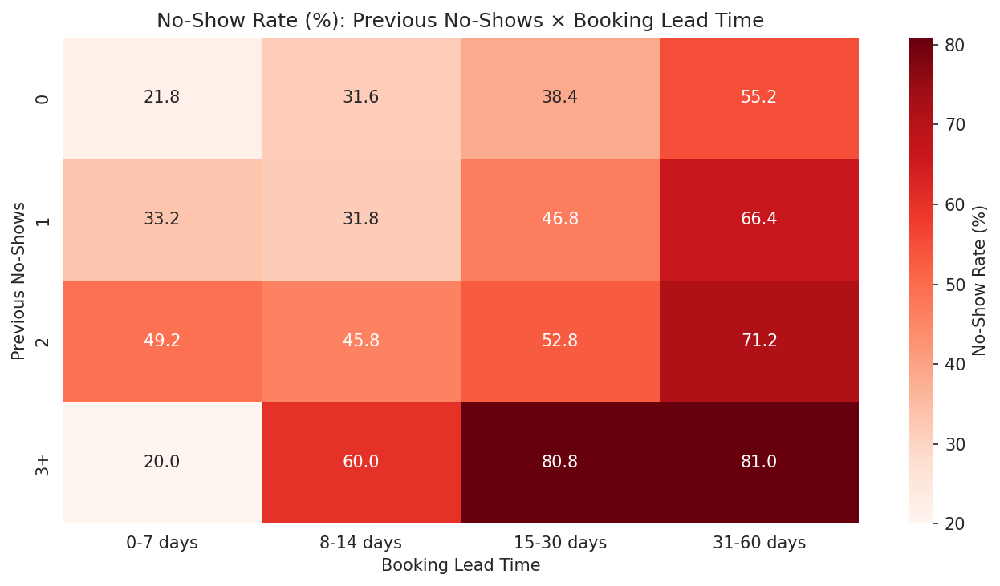 No-Show Rate (%): Previous No-Shows × Booking Lead Time
Previous No-Shows
0 21.8 31.6 38.4 55.2
1 33.2 31.8 46.8 66.4
2 49.2 45.8 52.8 71.2
3+ 20.0 60.0 80.8 81.0
0-7 days 8-14 days 15-30 days 31-60 days
Booking Lead Time
80
70
60
50
40
30
20
No-Show Rate (%)